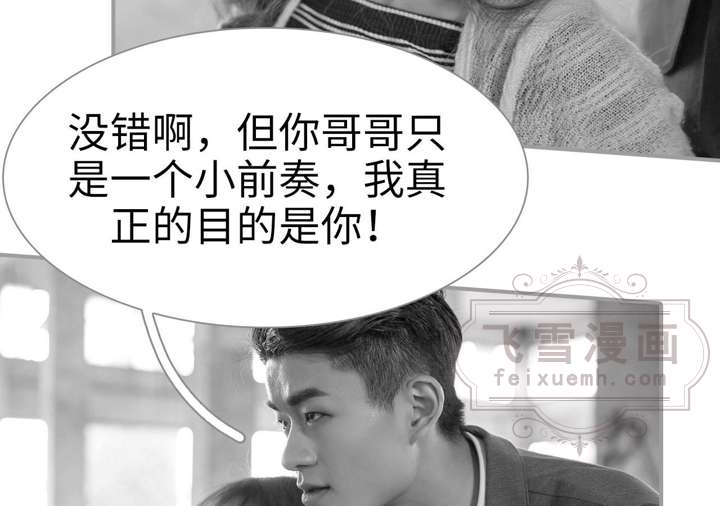 没错啊，但你哥哥只
是一个小前奏，我真
正的目的是你！
飞雪漫画
feixuemh.com